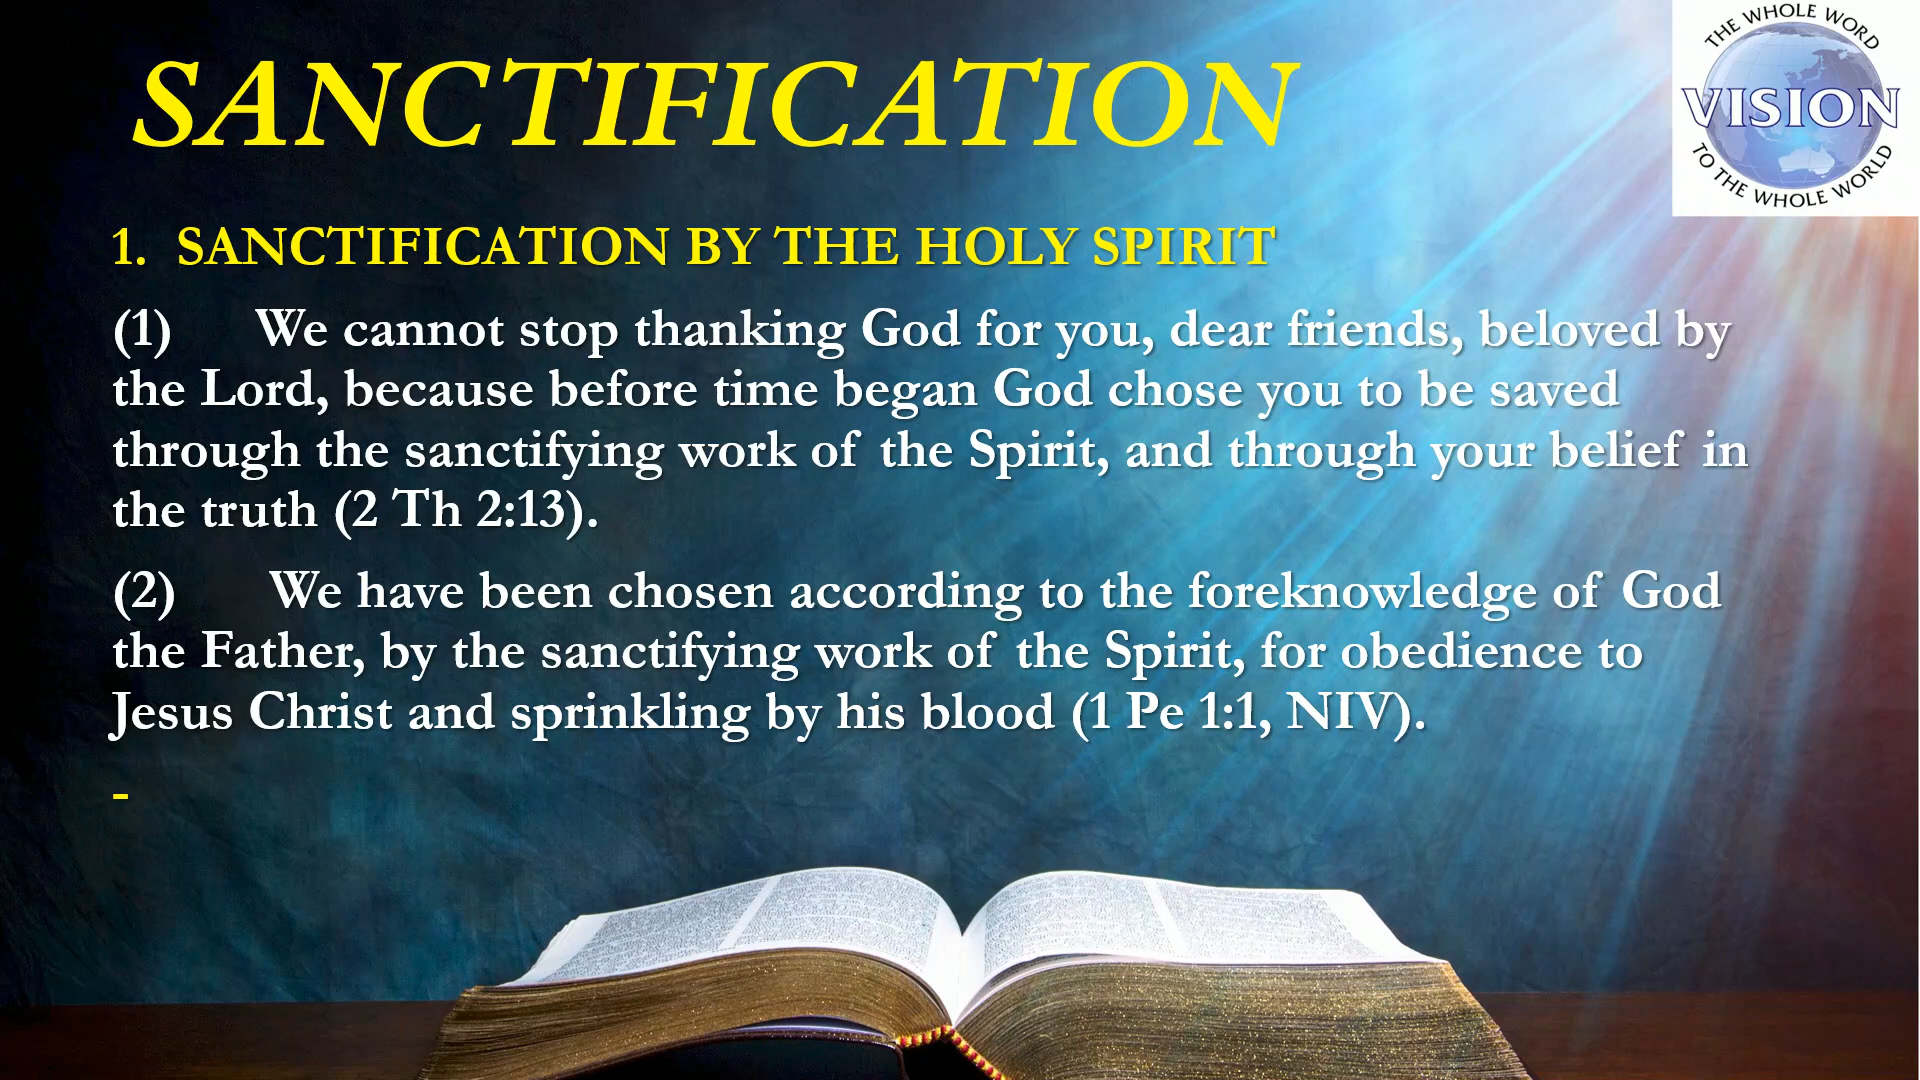 SANCTIFICATION
THE WHOLE WORD
VISION
TO THE WHOLE WORLD
1. SANCTIFICATION BY THE HOLY SPIRIT
(1) We cannot stop thanking God for you, dear friends, beloved by
the Lord, because before time began God chose you to be saved
through the sanctifying work of the Spirit, and through your belief in
the truth (2 Th 2:13).
(2) We have been chosen according to the foreknowledge of God
the Father, by the sanctifying work of the Spirit, for obedience to
Jesus Christ and sprinkling by his blood (1 Pe 1:1, NIV).
-